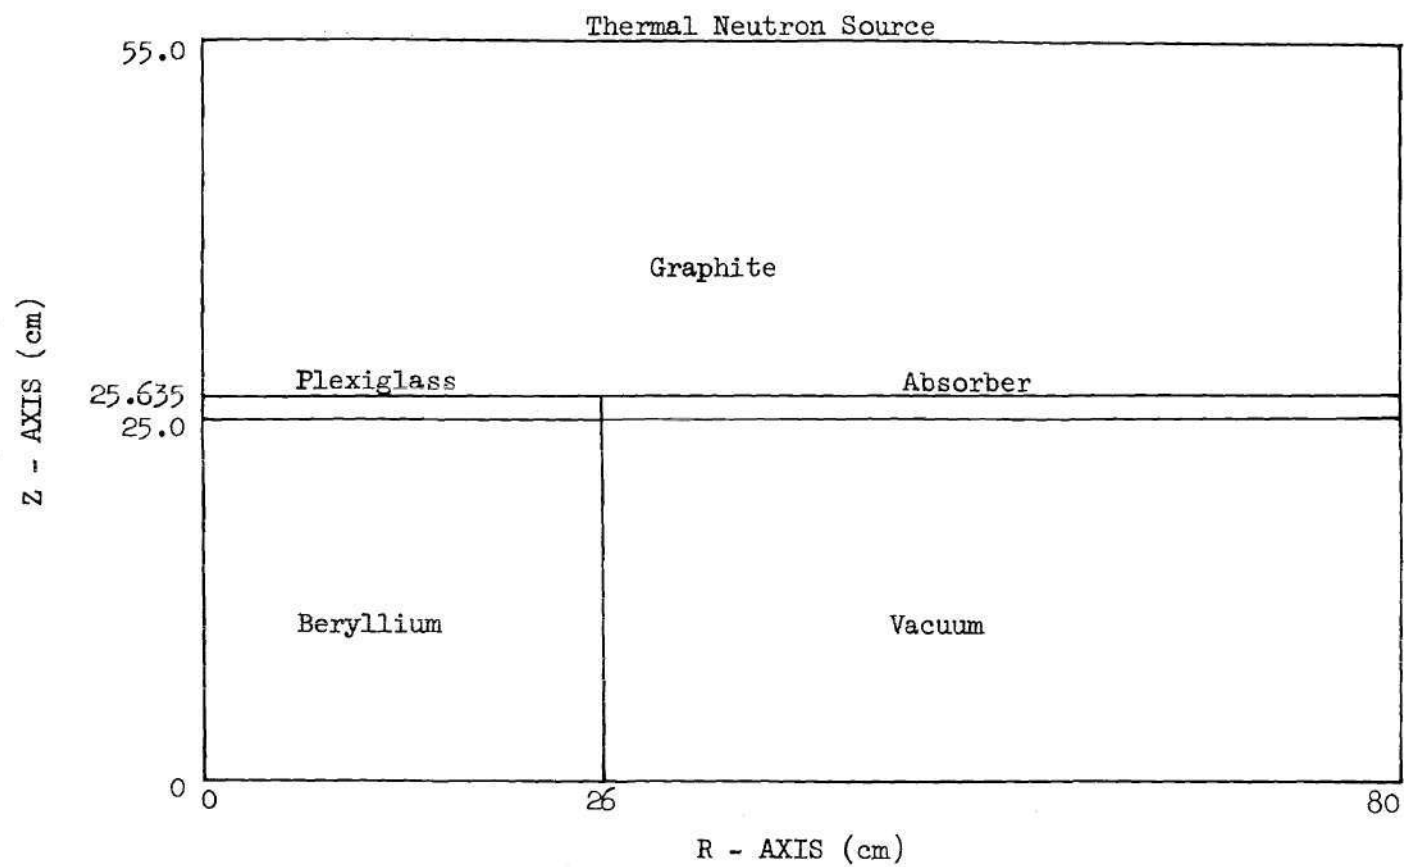 Thermal Neutron Source
55.0
Graphite
Plexiglass
Absorber
25.635
25.0
Z - AXIS (cm)
Beryllium
Vacuum
0
0
26
80
R - AXIS (cm)